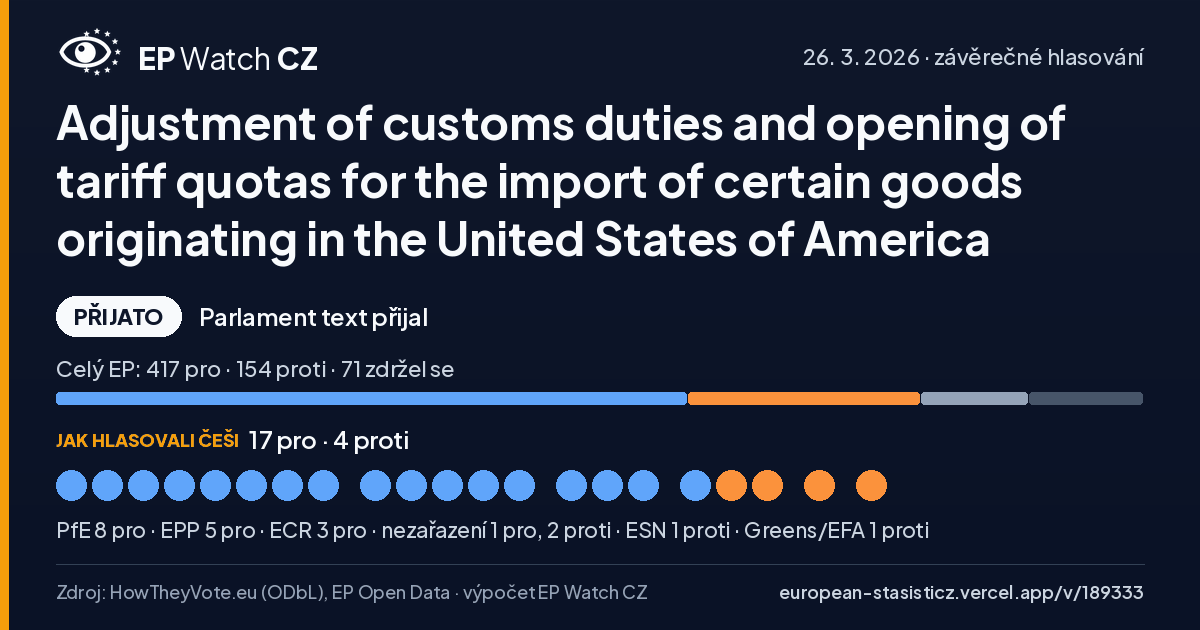 EP Watch CZ
26. 3. 2026 · závěrečné hlasování
Adjustment of customs duties and opening of
tariff quotas for the import of certain goods
originating in the United States of America
PŘIJATO Parlament text přijal
Celý EP: 417 pro · 154 proti · 71 zdržel se
JAK HLASOVALI ČEŠI 17 pro · 4 proti
PfE 8 pro · EPP 5 pro · ECR 3 pro · nezařazení 1 pro, 2 proti · ESN 1 proti · Greens/EFA 1 proti
Zdroj: HowTheyVote.eu (ODbL), EP Open Data · výpočet EP Watch CZ
european-stasisticz.vercel.app/v/189333